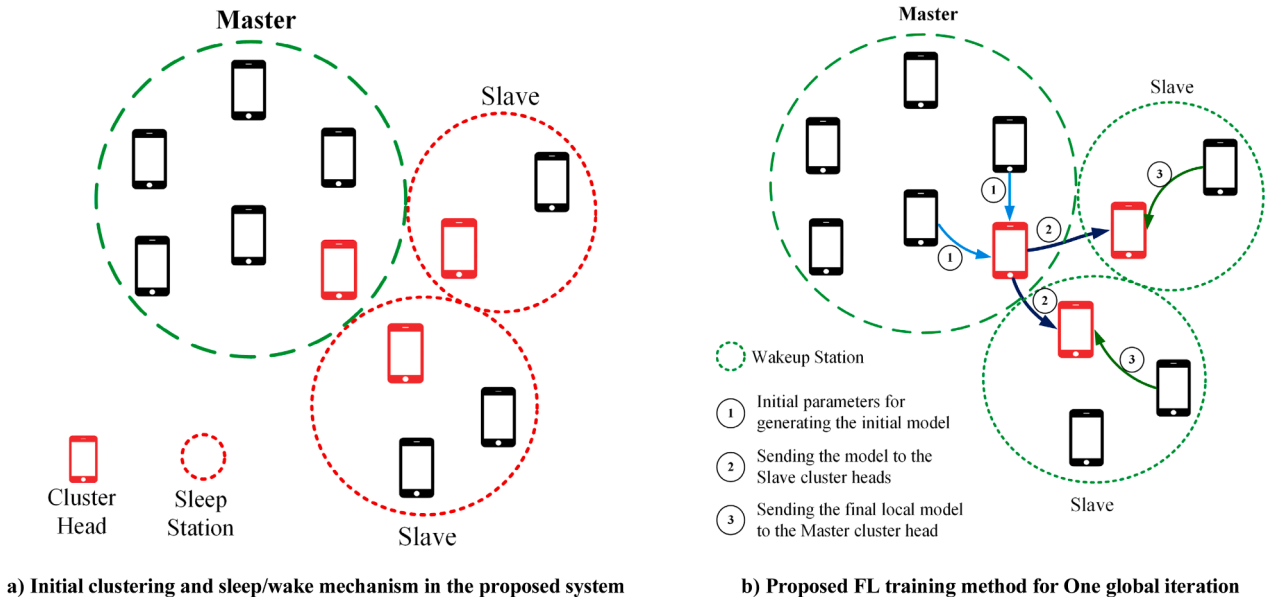 Master
Slave
Slave
Cluster
Head
Sleep
Station
a) Initial clustering and sleep/wake mechanism in the proposed system
Master
Slave
1
1
2
2
3
3
Wakeup Station
1
Initial parameters for
generating the initial model
2
Sending the model to the
Slave cluster heads
3
Sending the final local model
to the Master cluster head
Slave
b) Proposed FL training method for One global iteration